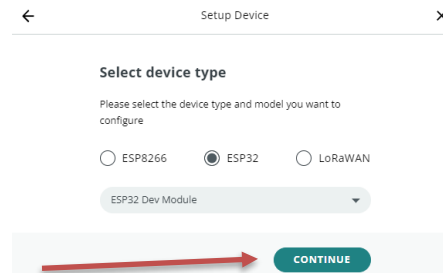 Setup Device
Select device type
Please select the device type and model you want to
configure
ESP8266 ESP32 LoRaWAN
ESP32 Dev Module
CONTINUE